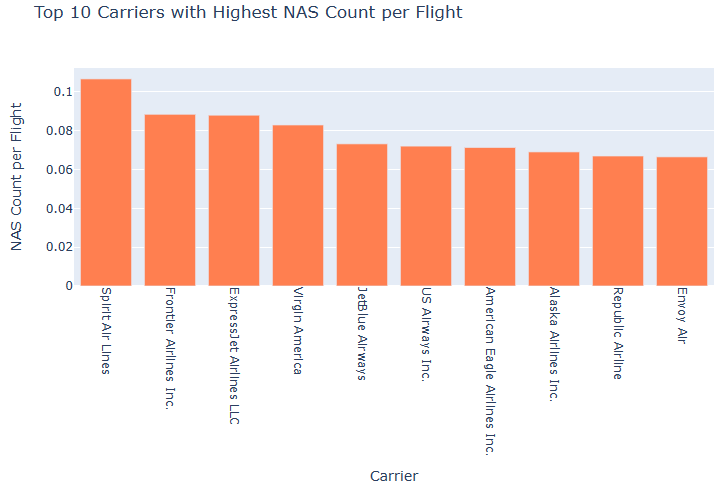 Top 10 Carriers with Highest NAS Count per Flight
NAS Count per Flight
0.1
0.08
0.06
0.04
0.02
0
Spirit Air Lines
Frontier Airlines Inc.
ExpressJet Airlines LLC
Virgin America
JetBlue Airways
US Airways Inc.
American Eagle Airlines Inc.
Alaska Airlines Inc.
Republic Airline
Envoy Air
Carrier